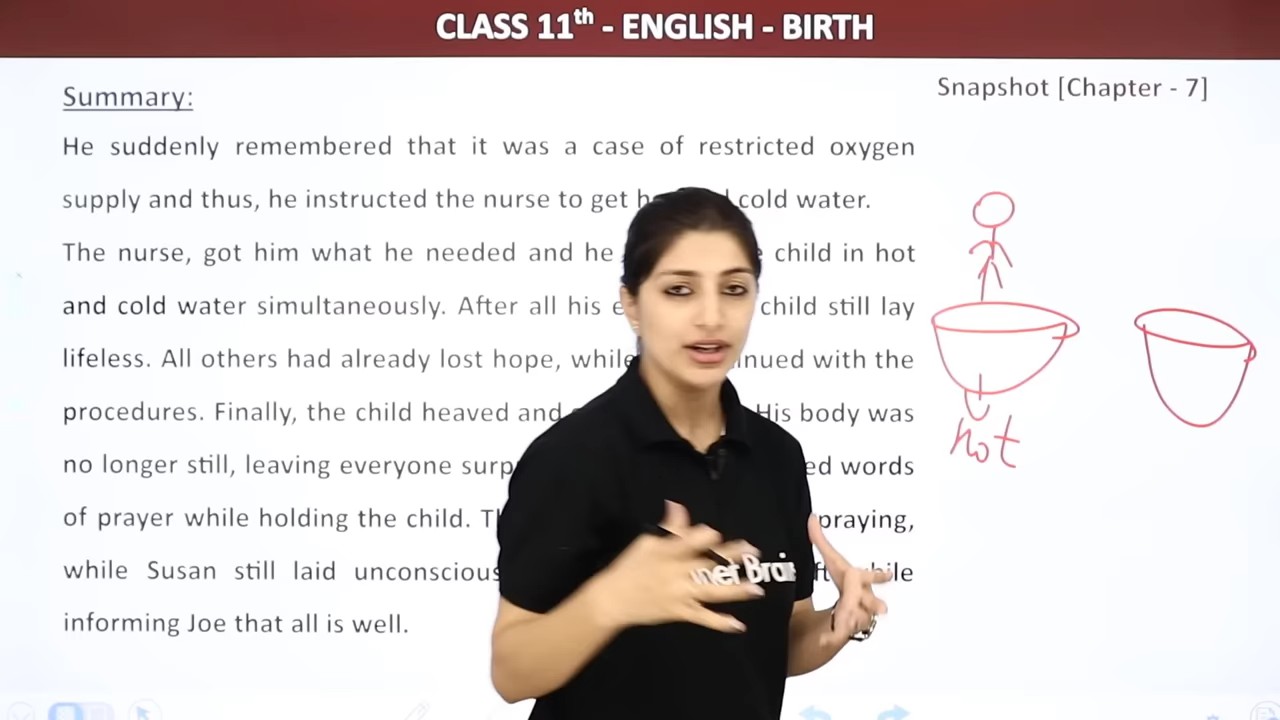 CLASS 11th - ENGLISH - BIRTH
Snapshot [Chapter - 7]
Summary:
He suddenly remembered that it was a case of restricted oxygen
supply and thus, he instructed the nurse to get cold water.
The nurse, got him what he needed and he child in hot
and cold water simultaneously. After all his child still lay
lifeless. All others had already lost hope, while with the
procedures. Finally, the child heaved and His body was
no longer still, leaving everyone words
of prayer while holding the child. praying,
while Susan still laid unconscious
informing Joe that all is well.
hot